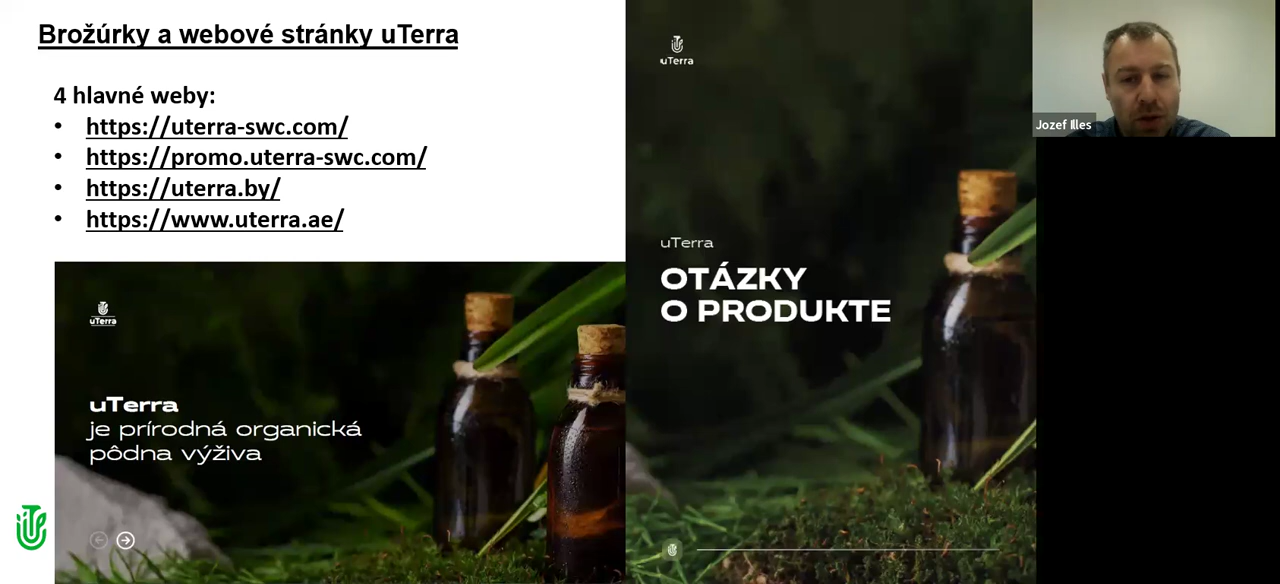 Brožúrky a webové stránky uTerra
4 hlavné weby:
• https://uterra-swc.com/
• https://promo.uterra-swc.com/
• https://uterra.by/
• https://www.uterra.ae/
uTerra
uTerra
je prírodná organická
pôdna výživa
uTerra
uTerra
OTÁZKY
O PRODUKTE
Jozef Illes